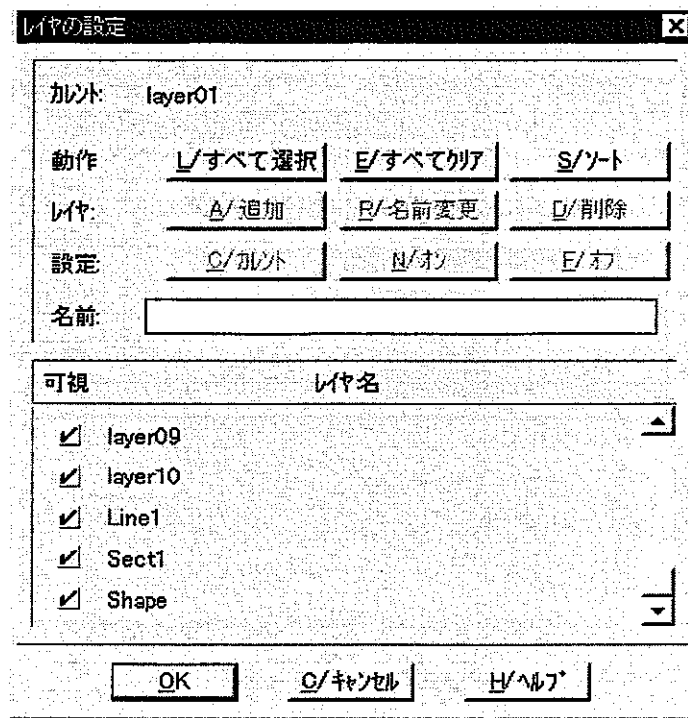 レイヤの設定
カレント: layer01
動作 L/すべて選択 E/すべてクリア S/ソート
レイヤ: A/追加 R/名前変更 D/削除
設定: C/カレント N/オン F/オフ
名前:
可視 レイヤ名
layer09
layer10
Line1
Sect1
Shape
OK C/キャンセル H/ヘルプ